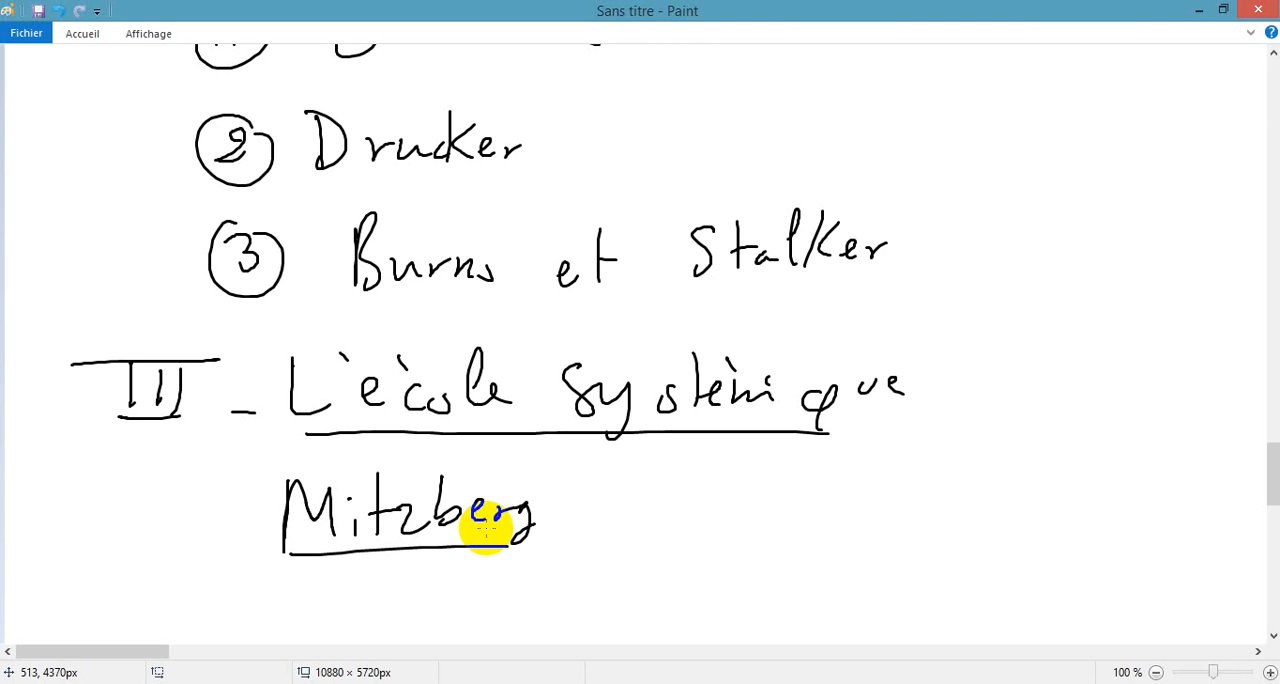 Sans titre - Paint
Fichier Accueil Affichage
② Drucker
③ Burns et Stalker
III - L'école Systémique
Mitzberg
513, 4370px 10880 × 5720px 100 %